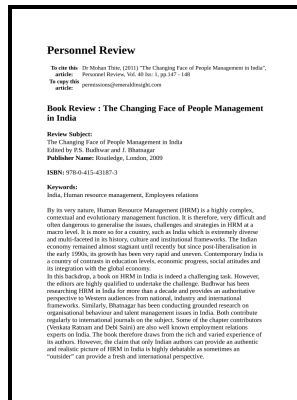 Personnel Review
To cite this article:
Dr Mohan Thite, (2011) "The Changing Face of People Management in India",
Personnel Review, Vol. 40 Iss: 1, pp.147 - 148
To copy this article:
permissions@emeraldinsight.com
Book Review : The Changing Face of People Management
in India
Review Subject:
The Changing Face of People Management in India
Edited by P.S. Budhwar and J. Bhatnagar
Publisher Name: Routledge, London, 2009
ISBN: 978-0-415-43187-3
Keywords:
India, Human resource management, Employees relations
By its very nature, Human Resource Management (HRM) is a highly complex,
contextual and evolutionary management function. It is therefore, very difficult and
often dangerous to generalise the issues, challenges and strategies in HRM at a
macro level. It is more so for a country, such as India which is extremely diverse
and multi-faceted in its history, culture and institutional frameworks. The Indian
economy remained almost stagnant until recently but since post-liberalisation in
the early 1990s, its growth has been very rapid and uneven. Contemporary India is
a country of contrasts in education levels, economic progress, social attitudes and
its integration with the global economy.
In this backdrop, a book on HRM in India is indeed a challenging task. However,
the editors are highly qualified to undertake the challenge. Budhwar has been
researching HRM in India for more than a decade and provides an authoritative
perspective to Western audiences from national, industry and international
frameworks. Similarly, Bhatnagar has been conducting grounded research on
organisational behaviour and talent management issues in India. Both contribute
regularly to international journals on the subject. Some of the chapter contributors
(Venkata Ratnam and Debi Saini) are also well known employment relations
experts on India. The book therefore draws from the rich and varied experience of
its authors. However, the claim that only Indian authors can provide an authentic
and realistic picture of HRM in India is highly debatable as sometimes an
"outsider" can provide a fresh and international perspective.